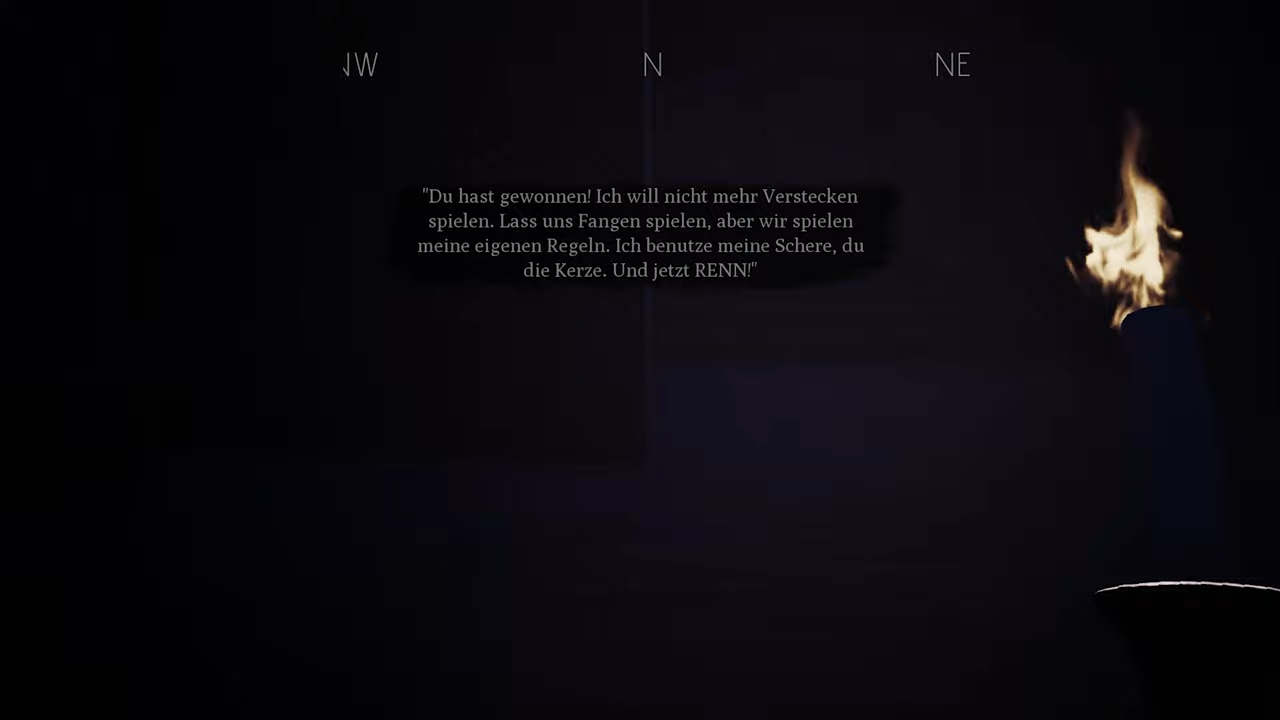 NW N NE
"Du hast gewonnen! Ich will nicht mehr Verstecken
spielen. Lass uns Fangen spielen, aber wir spielen
meine eigenen Regeln. Ich benutze meine Schere, du
die Kerze. Und jetzt RENN!"